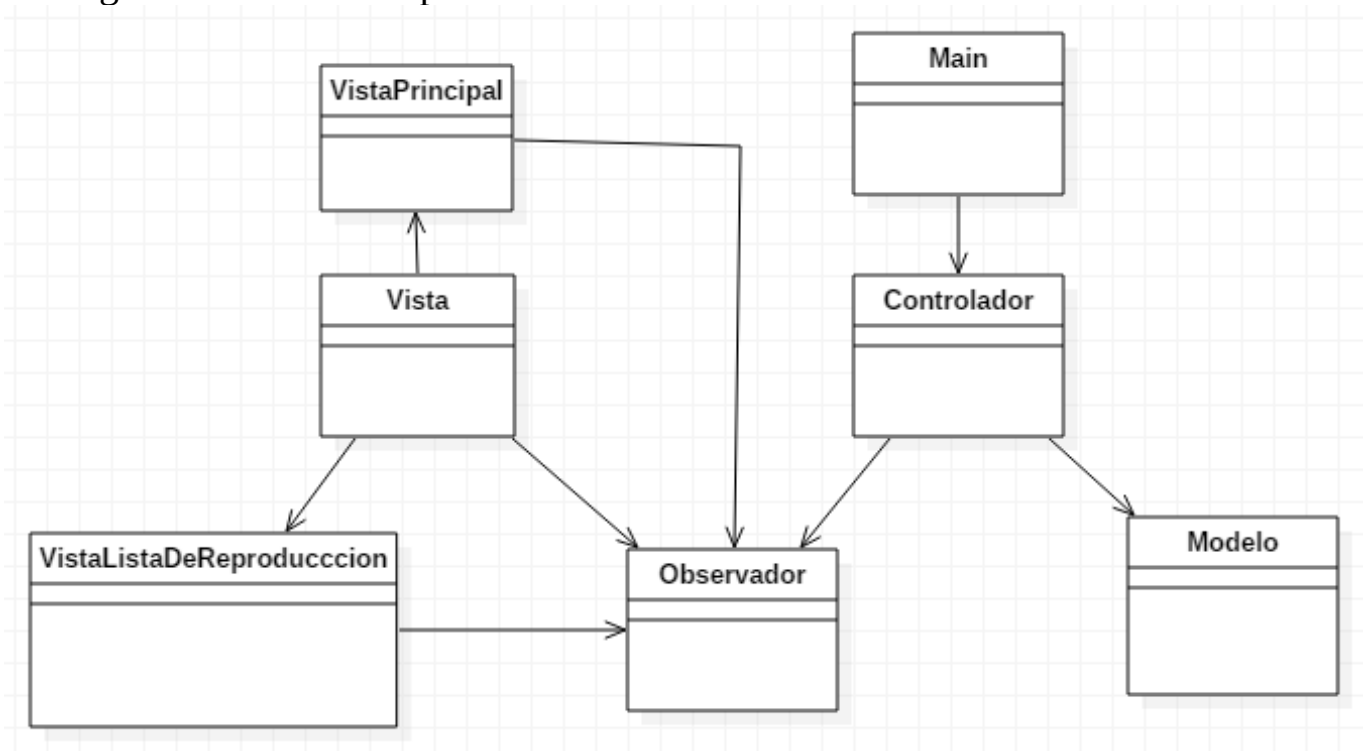 Main
VistaPrincipal
Vista
Controlador
VistaListaDeReproducccion
Observador
Modelo